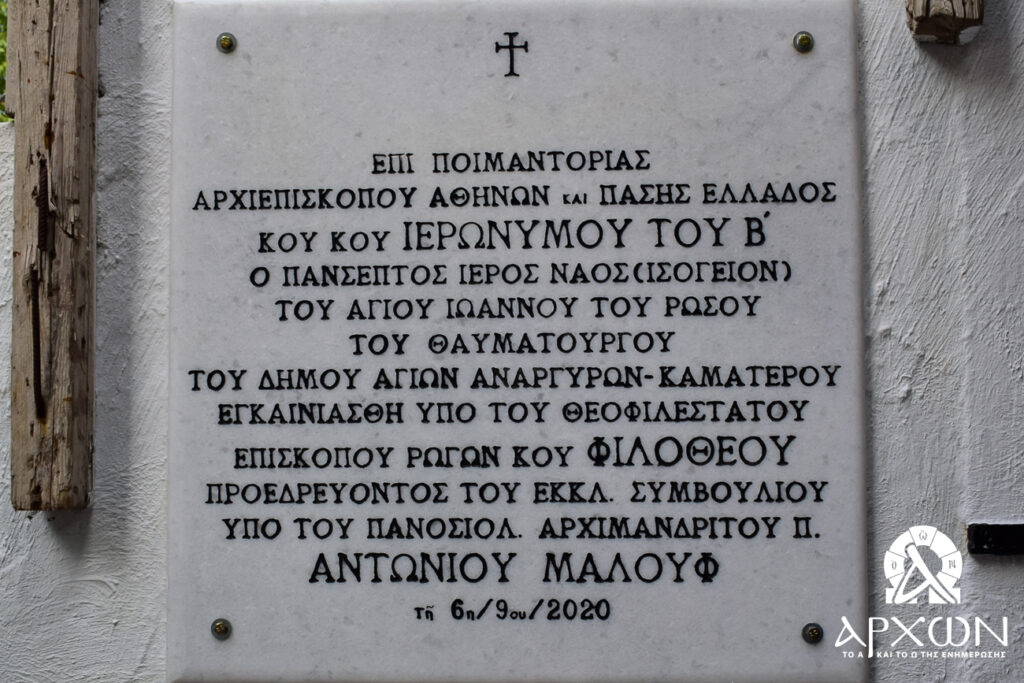 ΕΠΙ ΠΟΙΜΑΝΤΟΡΙΑΣ
ΑΡΧΙΕΠΙΣΚΟΠΟΥ ΑΘΗΝΩΝ ΚΑΙ ΠΑΣΗΣ ΕΛΛΑΔΟΣ
ΚΟΥ ΚΟΥ ΙΕΡΩΝΥΜΟΥ ΤΟΥ Β΄
Ο ΠΑΝΣΕΠΤΟΣ ΙΕΡΟΣ ΝΑΟΣ(ΙΣΟΓΕΙΟΝ)
ΤΟΥ ΑΓΙΟΥ ΙΩΑΝΝΟΥ ΤΟΥ ΡΩΣΟΥ
ΤΟΥ ΘΑΥΜΑΤΟΥΡΓΟΥ
ΤΟΥ ΔΗΜΟΥ ΑΓΙΩΝ ΑΝΑΡΓΥΡΩΝ-ΚΑΜΑΤΕΡΟΥ
ΕΓΚΑΙΝΙΑΣΘΗ ΥΠΟ ΤΟΥ ΘΕΟΦΙΛΕΣΤΑΤΟΥ
ΕΠΙΣΚΟΠΟΥ ΡΩΓΩΝ ΚΟΥ ΦΙΛΟΘΕΟΥ
ΠΡΟΕΔΡΕΥΟΝΤΟΣ ΤΟΥ ΕΚΚΛ. ΣΥΜΒΟΥΛΙΟΥ
ΥΠΟ ΤΟΥ ΠΑΝΟΣΙΟΛ. ΑΡΧΙΜΑΝΔΡΙΤΟΥ Π.
ΑΝΤΩΝΙΟΥ ΜΑΛΟΥΦ
τῇ 6η/9ου/2020
Ο Ω Ν
ΑΡΧΩΝ
ΤΟ Α ΚΑΙ ΤΟ Ω ΤΗΣ ΕΝΗΜΕΡΩΣΗΣ